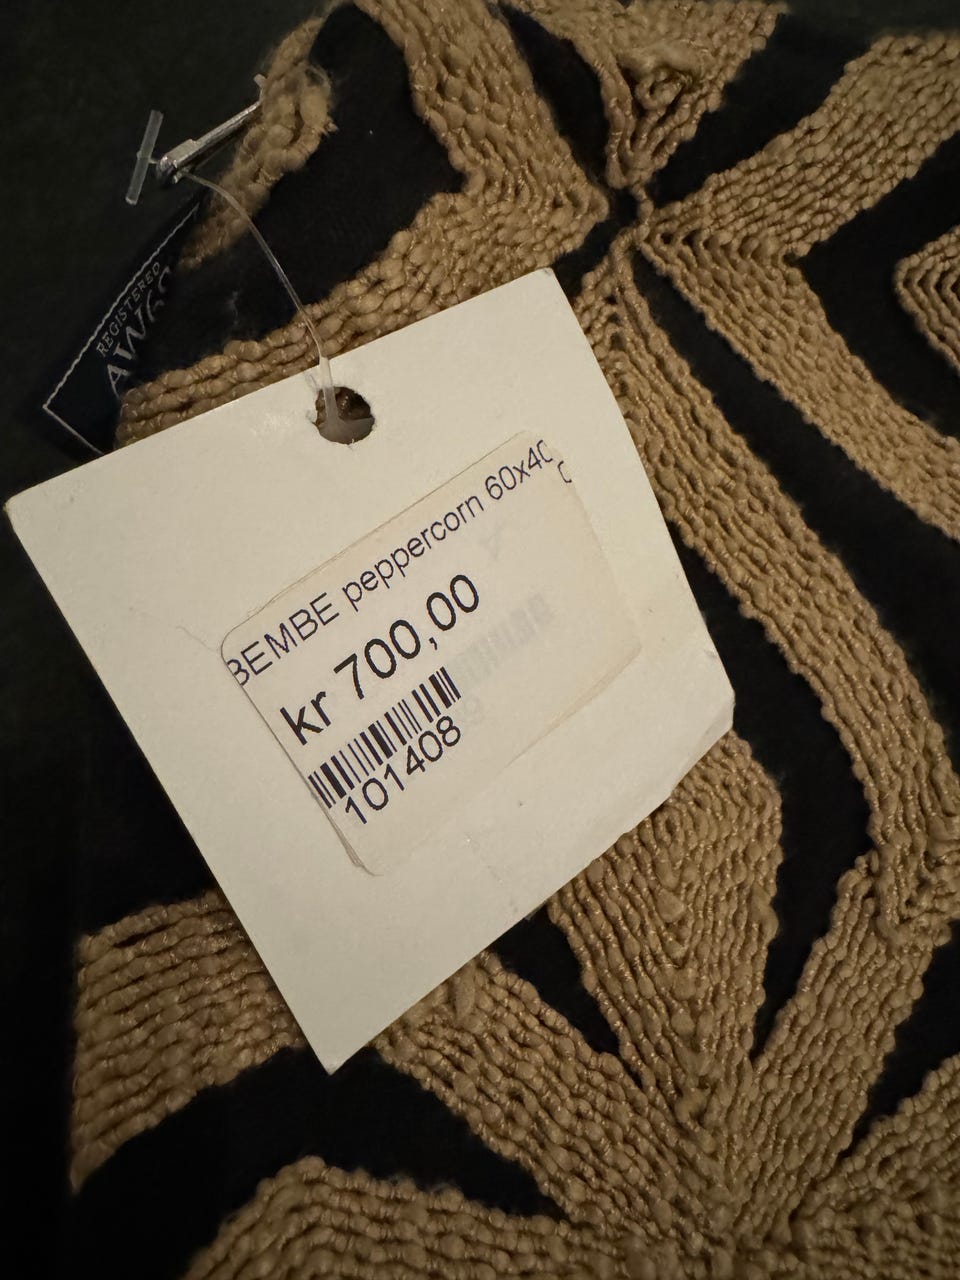 REGISTERED
BEMBE peppercorn 60x40
kr 700,00
101408